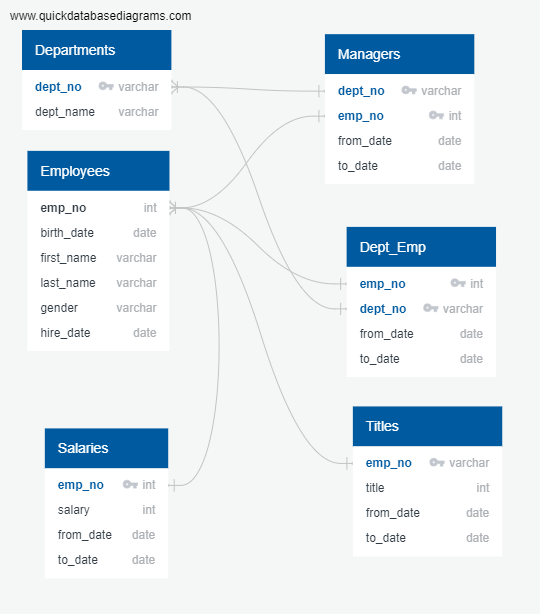 www.quickdatabasediagrams.com
Departments
dept_no varchar
dept_name varchar
Managers
dept_no varchar
emp_no int
from_date date
to_date date
Employees
emp_no int
birth_date date
first_name varchar
last_name varchar
gender varchar
hire_date date
Dept_Emp
emp_no int
dept_no varchar
from_date date
to_date date
Salaries
emp_no int
salary int
from_date date
to_date date
Titles
emp_no varchar
title int
from_date date
to_date date